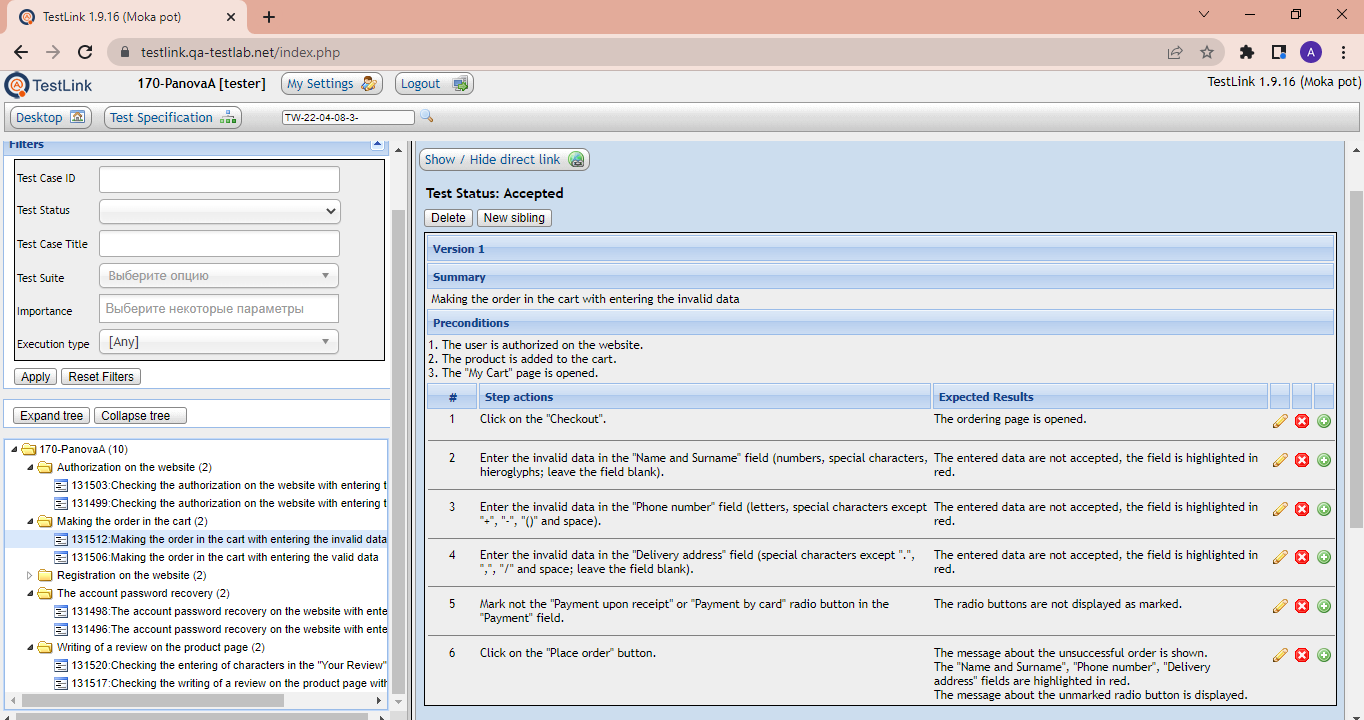 TestLink 1.9.16 (Moka pot)
testlink.qa-testlab.net/index.php
A
TestLink
170-PanovaA [tester]
My Settings
Logout
TestLink 1.9.16 (Moka pot)
Desktop
Test Specification
TW-22-04-08-3-
Filters
Test Case ID
Test Status
Test Case Title
Test Suite
Выберите опцию
Importance
Выберите некоторые параметры
Execution type
[Any]
Apply
Reset Filters
Expand tree
Collapse tree
170-PanovaA (10)
Authorization on the website (2)
131503:Checking the authorization on the website with entering t
131499:Checking the authorization on the website with entering t
Making the order in the cart (2)
131512:Making the order in the cart with entering the invalid data
131506:Making the order in the cart with entering the valid data
Registration on the website (2)
The account password recovery (2)
131498:The account password recovery on the website with ente
131496:The account password recovery on the website with ente
Writing of a review on the product page (2)
131520:Checking the entering of characters in the "Your Review"
131517:Checking the writing of a review on the product page with
Show / Hide direct link
Test Status: Accepted
Delete
New sibling
Version 1
Summary
Making the order in the cart with entering the invalid data
Preconditions
1. The user is authorized on the website.
2. The product is added to the cart.
3. The "My Cart" page is opened.
# Step actions Expected Results
1 Click on the "Checkout". The ordering page is opened.
2 Enter the invalid data in the "Name and Surname" field (numbers, special characters, The entered data are not accepted, the field is highlighted in
hieroglyphs; leave the field blank). red.
3 Enter the invalid data in the "Phone number" field (letters, special characters except The entered data are not accepted, the field is highlighted in
"+", "-", "()" and space). red.
4 Enter the invalid data in the "Delivery address" field (special characters except ".", The entered data are not accepted, the field is highlighted in
",", "/" and space; leave the field blank). red.
5 Mark not the "Payment upon receipt" or "Payment by card" radio button in the The radio buttons are not displayed as marked.
"Payment" field.
6 Click on the "Place order" button. The message about the unsuccessful order is shown.
The "Name and Surname", "Phone number", "Delivery
address" fields are highlighted in red.
The message about the unmarked radio button is displayed.